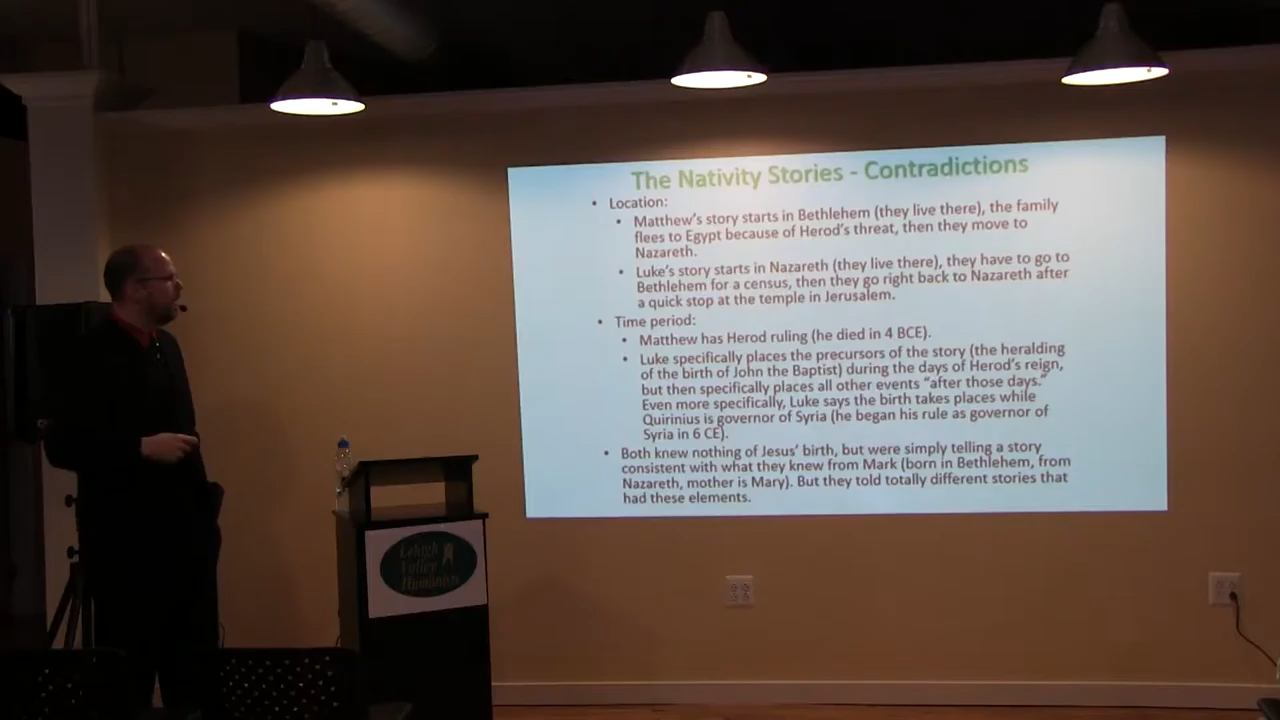 The Nativity Stories - Contradictions
• Location:
• Matthew's story starts in Bethlehem (they live there), the family
flees to Egypt because of Herod's threat, then they move to
Nazareth.
• Luke's story starts in Nazareth (they live there), they have to go to
Bethlehem for a census, then they go right back to Nazareth after
a quick stop at the temple in Jerusalem.
• Time period:
• Matthew has Herod ruling (he died in 4 BCE).
• Luke specifically places the precursors of the story (the heralding
of the birth of John the Baptist) during the days of Herod's reign,
but then specifically places all other events "after those days."
Even more specifically, Luke says the birth takes places while
Quirinius is governor of Syria (he began his rule as governor of
Syria in 6 CE).
• Both knew nothing of Jesus' birth, but were simply telling a story
consistent with what they knew from Mark (born in Bethlehem, from
Nazareth, mother is Mary). But they told totally different stories that
had these elements.
Lehigh
Valley
Humanists